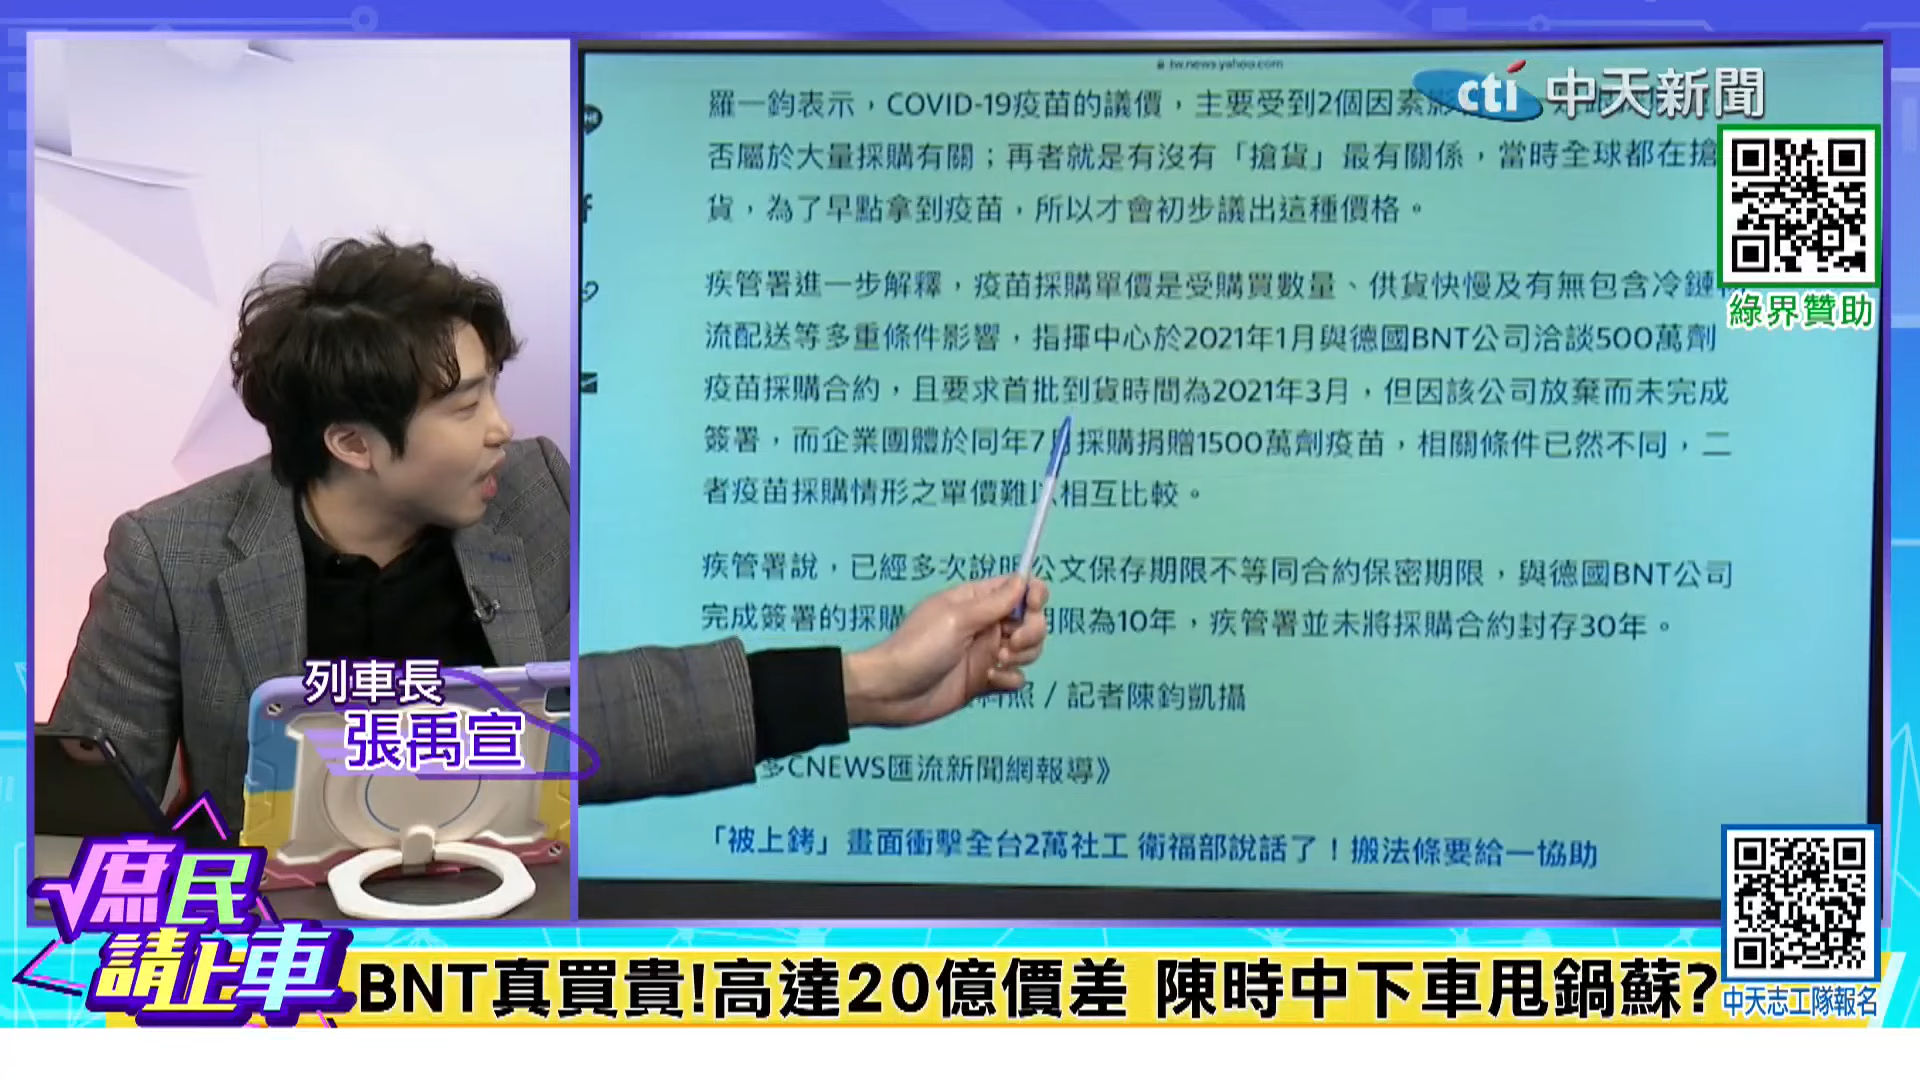 tw.news.yahoo.com
羅一鈞表示，COVID-19疫苗的議價，主要受到2個因素影
否屬於大量採購有關；再者就是有沒有「搶貨」最有關係，當時全球都在搶
貨，為了早點拿到疫苗，所以才會初步議出這種價格。
疾管署進一步解釋，疫苗採購單價是受購買數量、供貨快慢及有無包含冷鏈物
流配送等多重條件影響，指揮中心於2021年1月與德國BNT公司洽談500萬劑
疫苗採購合約，且要求首批到貨時間為2021年3月，但因該公司放棄而未完成
簽署，而企業團體於同年7月採購捐贈1500萬劑疫苗，相關條件已然不同，二
者疫苗採購情形之單價難以相互比較。
疾管署說，已經多次說明公文保存期限不等同合約保密期限，與德國BNT公司
完成簽署的採購 期限為10年，疾管署並未將採購合約封存30年。
料照 / 記者陳鈞凱攝
多CNEWS匯流新聞網報導》
「被上銬」畫面衝擊全台2萬社工 衛福部說話了！搬法條要給一協助
cti 中天新聞
綠界贊助
列車長
張禹宣
庶民
請上車
BNT真買貴!高達20億價差 陳時中下車甩鍋蘇?
中天志工隊報名